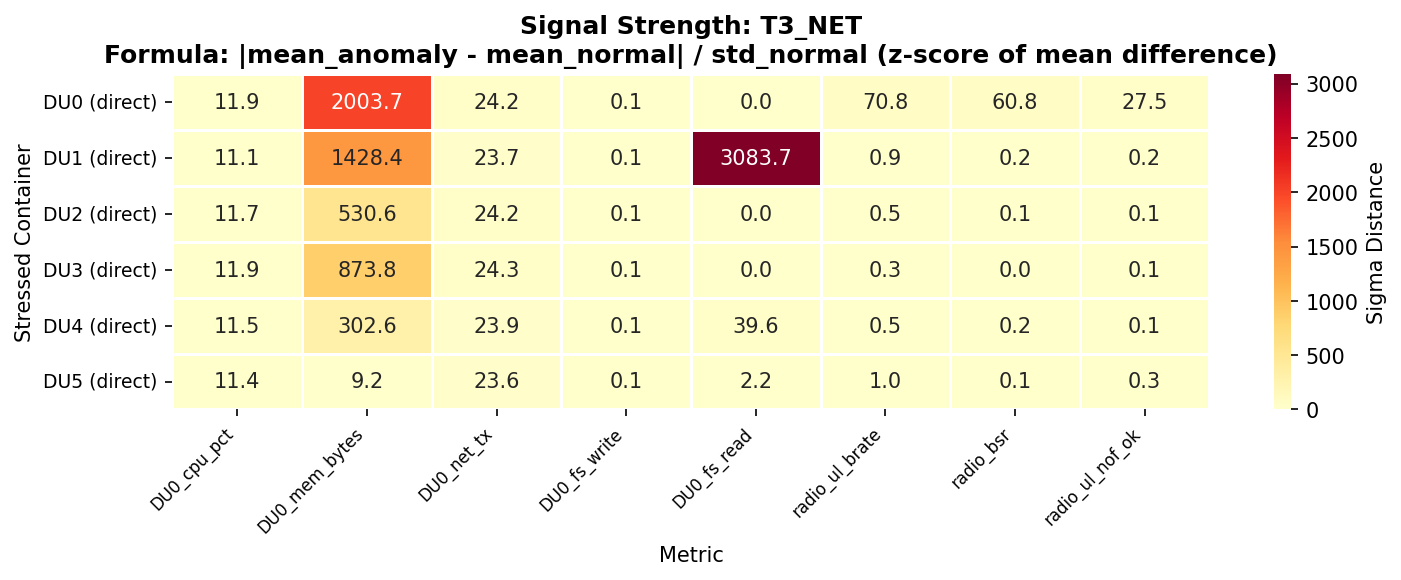 Signal Strength: T3_NET
Formula: |mean_anomaly - mean_normal| / std_normal (z-score of mean difference)
Stressed Container
DU0 (direct) 11.9 2003.7 24.2 0.1 0.0 70.8 60.8 27.5
DU1 (direct) 11.1 1428.4 23.7 0.1 3083.7 0.9 0.2 0.2
DU2 (direct) 11.7 530.6 24.2 0.1 0.0 0.5 0.1 0.1
DU3 (direct) 11.9 873.8 24.3 0.1 0.0 0.3 0.0 0.1
DU4 (direct) 11.5 302.6 23.9 0.1 39.6 0.5 0.2 0.1
DU5 (direct) 11.4 9.2 23.6 0.1 2.2 1.0 0.1 0.3
DU0_cpu_pct DU0_mem_bytes DU0_net_tx DU0_fs_write DU0_fs_read radio_ul_brate radio_bsr radio_ul_nof_ok
Metric
3000
2500
2000
1500
1000
500
0
Sigma Distance